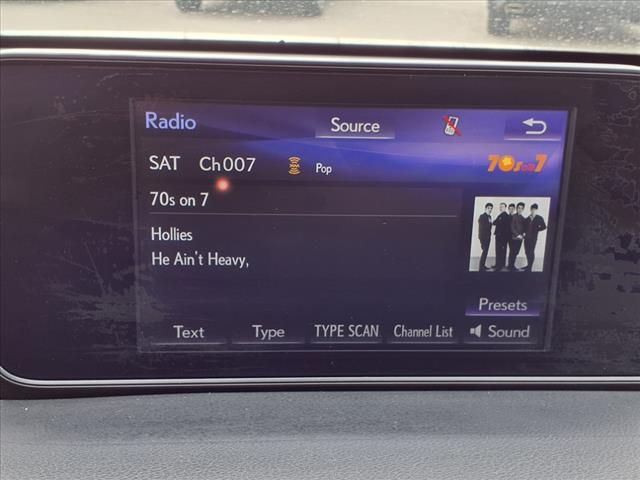 Radio
Source
SAT Ch007 Pop
70s on 7
70s on 7
Hollies
He Ain't Heavy,
Presets
Text Type TYPE SCAN Channel List Sound